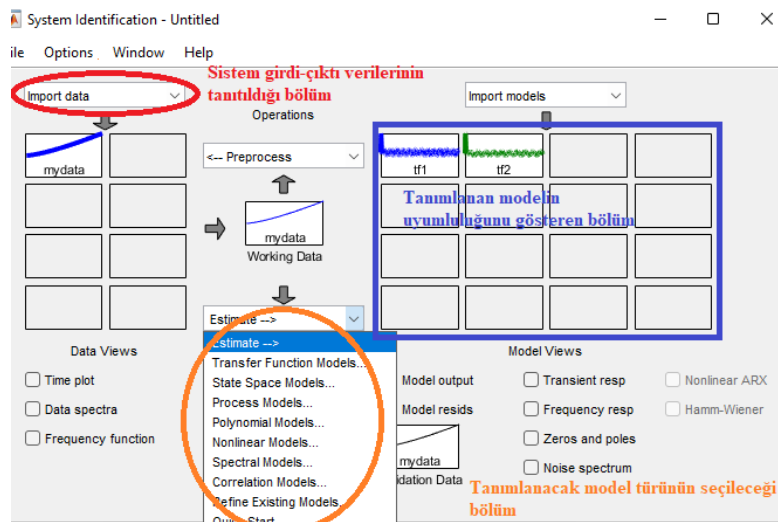 System Identification - Untitled
ile Options Window Help
Sistem girdi-çıktı verilerinin
tanıtıldığı bölüm
Import data
Operations
Import models
mydata
<-- Preprocess
tf1
tf2
Tanımlanan modelin
uyumluluğunu gösteren bölüm
mydata
Working Data
Estimate -->
Estimate -->
Transfer Function Models...
State Space Models...
Process Models...
Polynomial Models...
Nonlinear Models...
Spectral Models...
Correlation Models...
Refine Existing Models...
Quick Start
Data Views
Time plot
Data spectra
Frequency function
Model Views
Model output
Transient resp
Nonlinear ARX
Model resids
Frequency resp
Hamm-Wiener
Zeros and poles
mydata
Noise spectrum
idation Data
Tanımlanacak model türünün seçileceği
bölüm